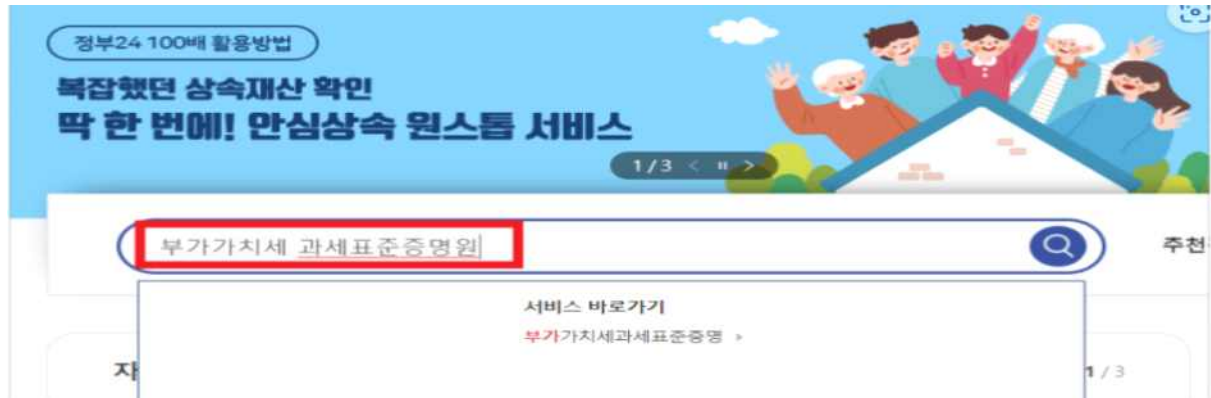 정부24 100배 활용방법
복잡했던 상속재산 확인
딱 한 번에! 안심상속 원스톱 서비스
1/3 < ॥ >
부가가치세 과세표준증명원
추천
서비스 바로가기
부가가치세과세표준증명 >
자
1 / 3